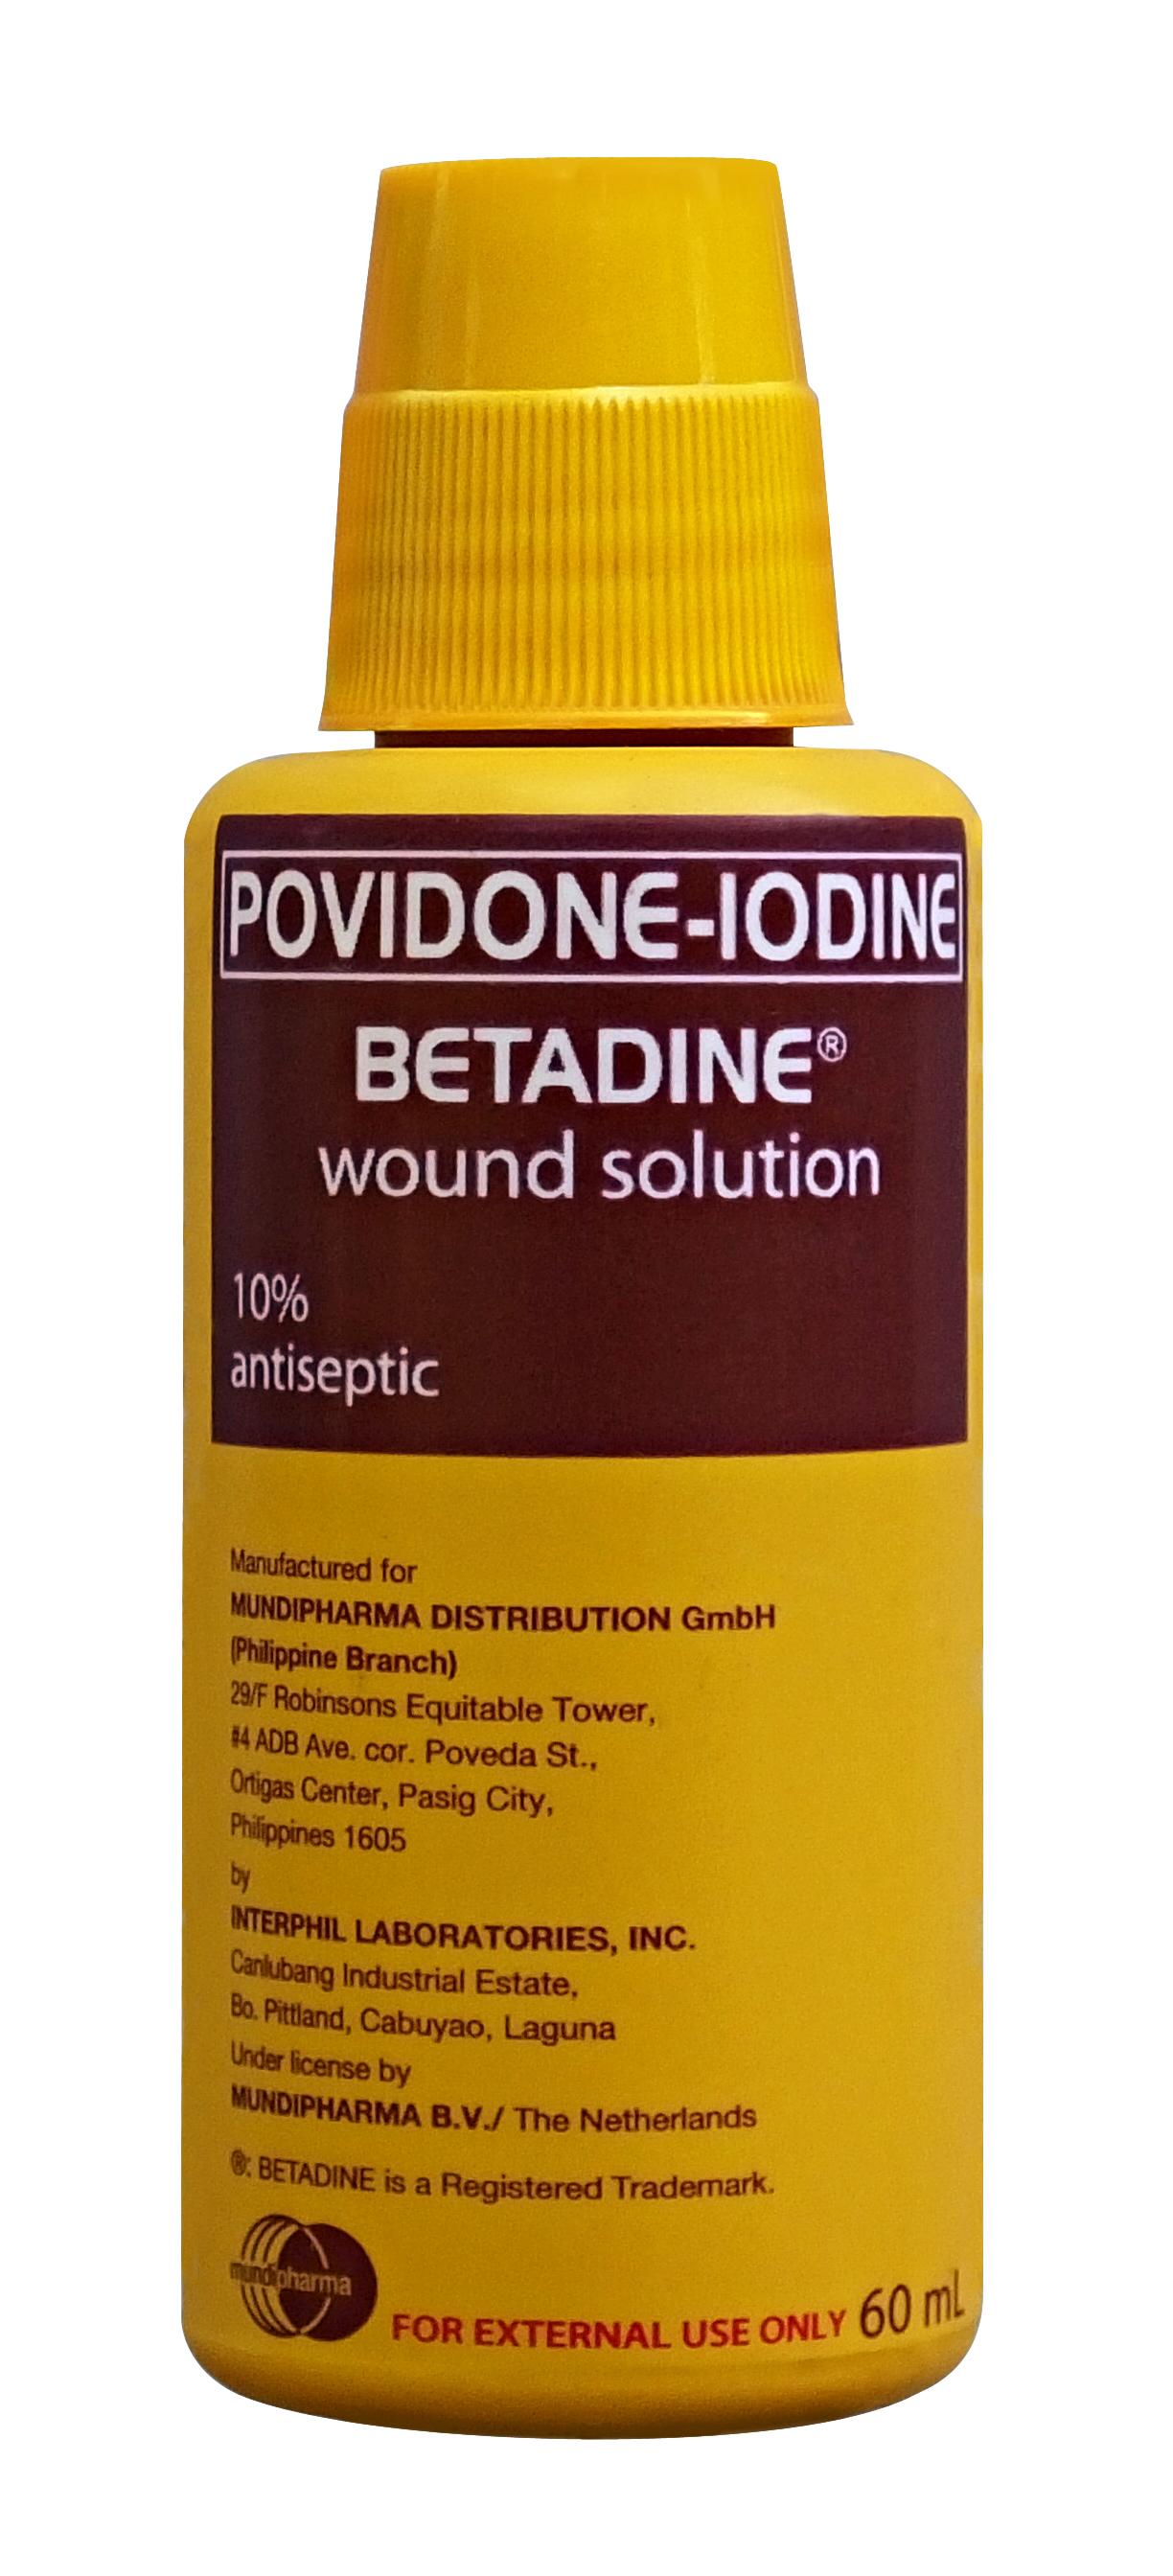 POVIDONE-IODINE
BETADINE®
wound solution
10%
antiseptic
Manufactured for
MUNDIPHARMA DISTRIBUTION GmbH
(Philippine Branch)
29/F Robinsons Equitable Tower,
#4 ADB Ave. cor. Poveda St.,
Ortigas Center, Pasig City,
Philippines 1605
by
INTERPHIL LABORATORIES, INC.
Canlubang Industrial Estate,
Bo. Pittland, Cabuyao, Laguna
Under license by
MUNDIPHARMA B.V./ The Netherlands
®: BETADINE is a Registered Trademark.
mundipharma
FOR EXTERNAL USE ONLY 60 mL